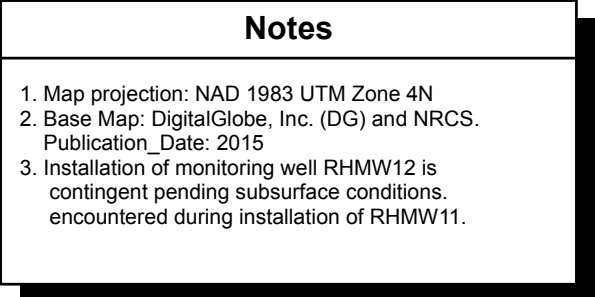 Notes
1. Map projection: NAD 1983 UTM Zone 4N
2. Base Map: DigitalGlobe, Inc. (DG) and NRCS.
Publication_Date: 2015
3. Installation of monitoring well RHMW12 is
contingent pending subsurface conditions.
encountered during installation of RHMW11.